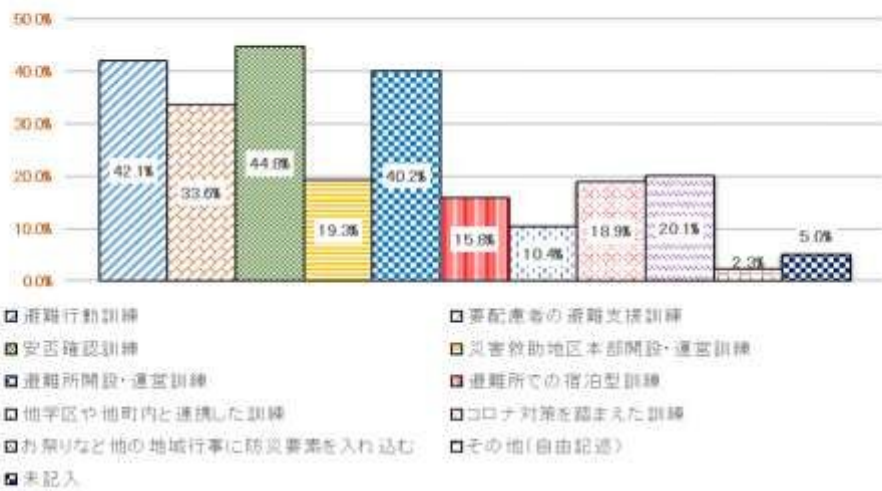 50.0%
40.0%
30.0%
20.0%
10.0%
0.0%
42.1%
33.6%
44.8%
19.3%
40.2%
15.8%
10.4%
18.9%
20.1%
2.3%
5.0%
避難行動訓練
要配慮者の避難支援訓練
安否確認訓練
災害救助地区本部開設・運営訓練
避難所開設・運営訓練
避難所での宿泊型訓練
他学区や他町内と連携した訓練
コロナ対策を踏まえた訓練
お祭りなど他の地域行事に防災要素を入れ込む
その他(自由記述)
未記入